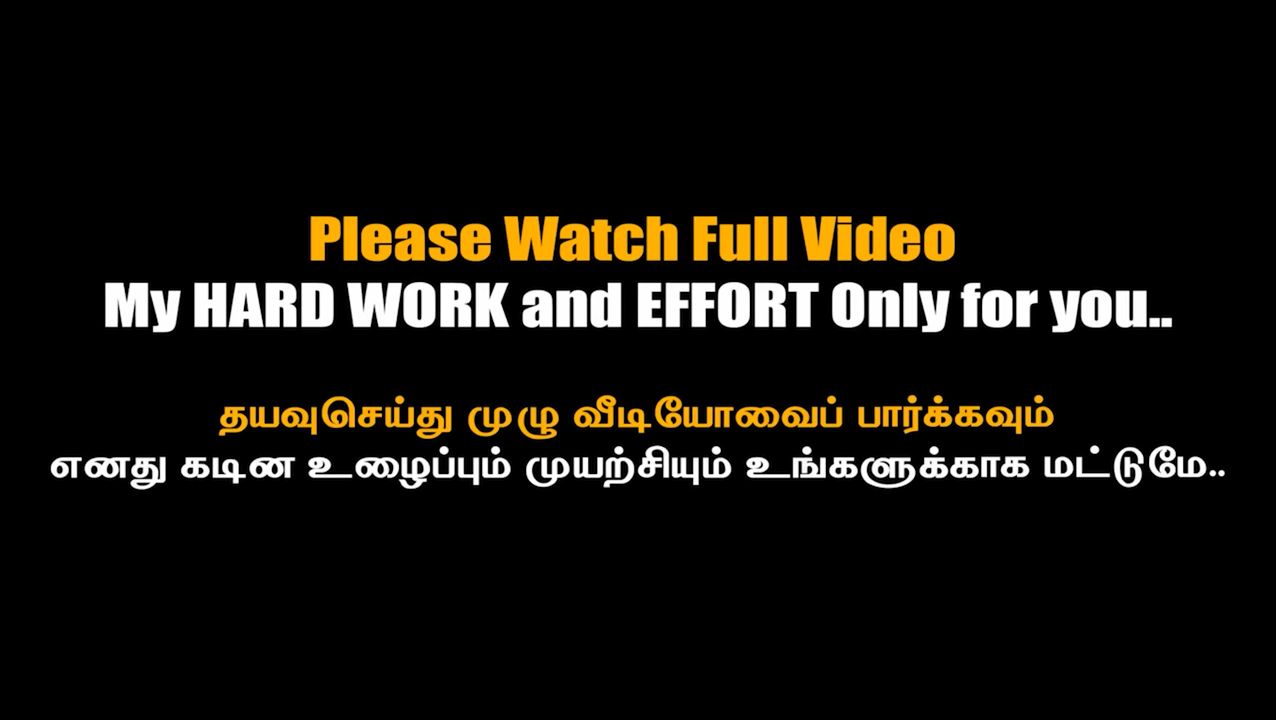 Please Watch Full Video
My HARD WORK and EFFORT Only for you..
தயவுசெய்து முழு வீடியோவைப் பார்க்கவும்
எனது கடின உழைப்பும் முயற்சியும் உங்களுக்காக மட்டுமே..